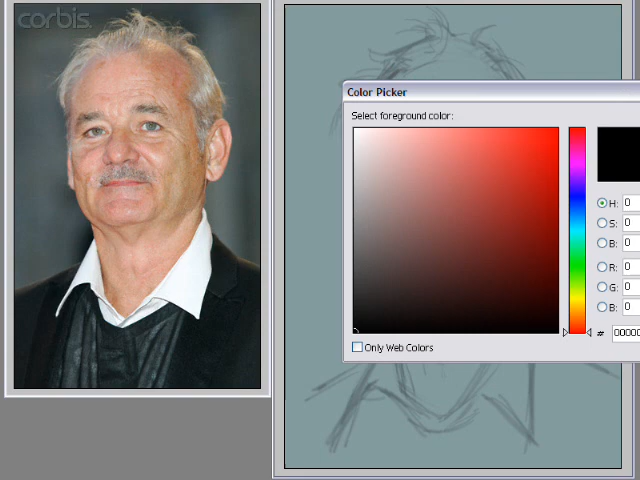 corbis.
Color Picker
Select foreground color:
H: 0
S: 0
B: 0
R: 0
G: 0
B: 0
# 00000
Only Web Colors